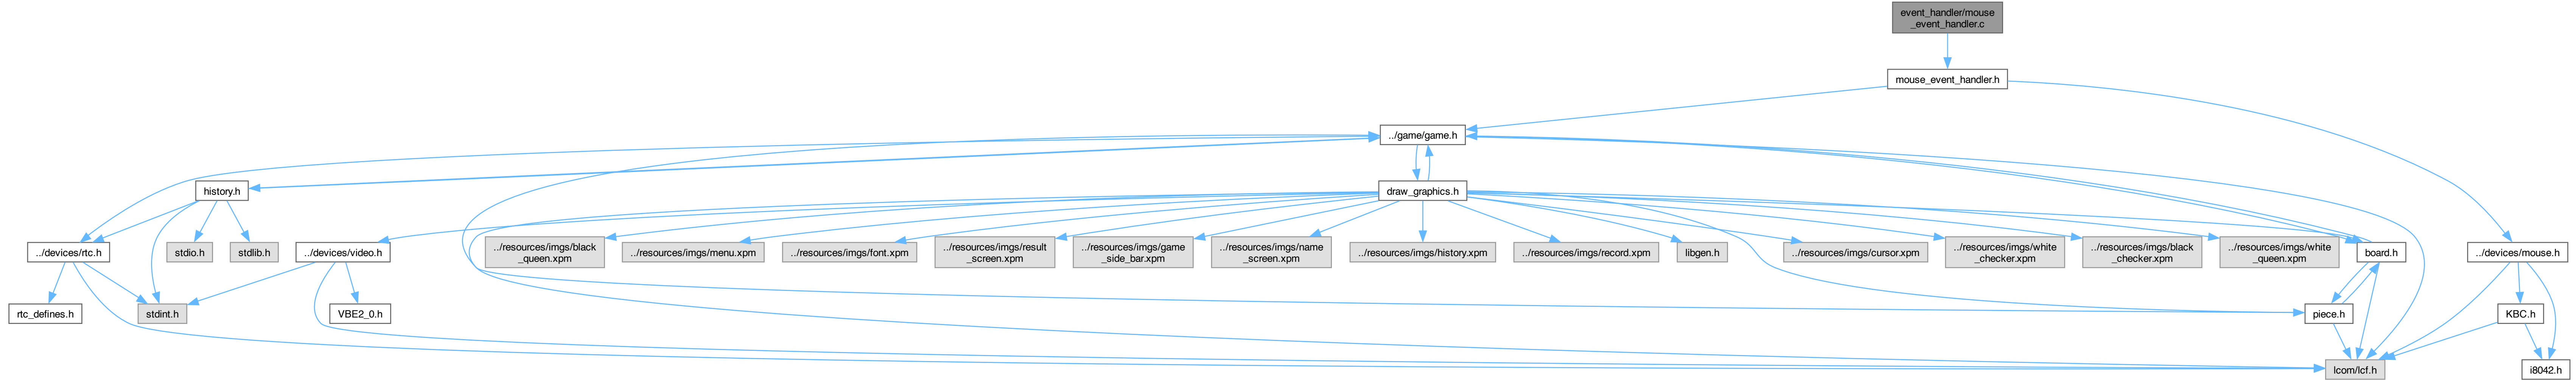 event_handler/mouse
_event_handler.c
mouse_event_handler.h
../game/game.h
history.h
draw_graphics.h
../devices/rtc.h
stdio.h
stdlib.h
../devices/video.h
../resources/imgs/black
_queen.xpm
../resources/imgs/menu.xpm
../resources/imgs/font.xpm
../resources/imgs/result
_screen.xpm
../resources/imgs/game
_side_bar.xpm
../resources/imgs/name
_screen.xpm
../resources/imgs/history.xpm
../resources/imgs/record.xpm
libgen.h
../resources/imgs/cursor.xpm
../resources/imgs/white
_checker.xpm
../resources/imgs/black
_checker.xpm
../resources/imgs/white
_queen.xpm
board.h
../devices/mouse.h
rtc_defines.h
stdint.h
VBE2_0.h
piece.h
KBC.h
lcom/lcf.h
i8042.h